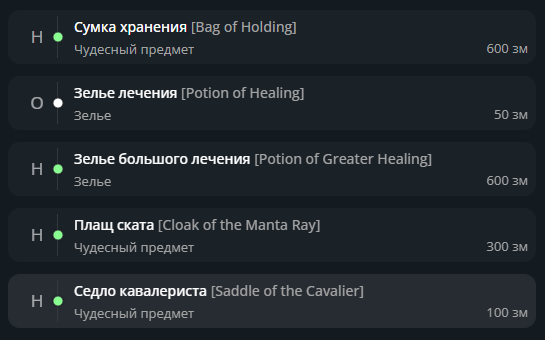 Н Сумка хранения [Bag of Holding]
Чудесный предмет 600 зм
О Зелье лечения [Potion of Healing]
Зелье 50 зм
Н Зелье большого лечения [Potion of Greater Healing]
Зелье 600 зм
Н Плащ ската [Cloak of the Manta Ray]
Чудесный предмет 300 зм
Н Седло кавалериста [Saddle of the Cavalier]
Чудесный предмет 100 зм